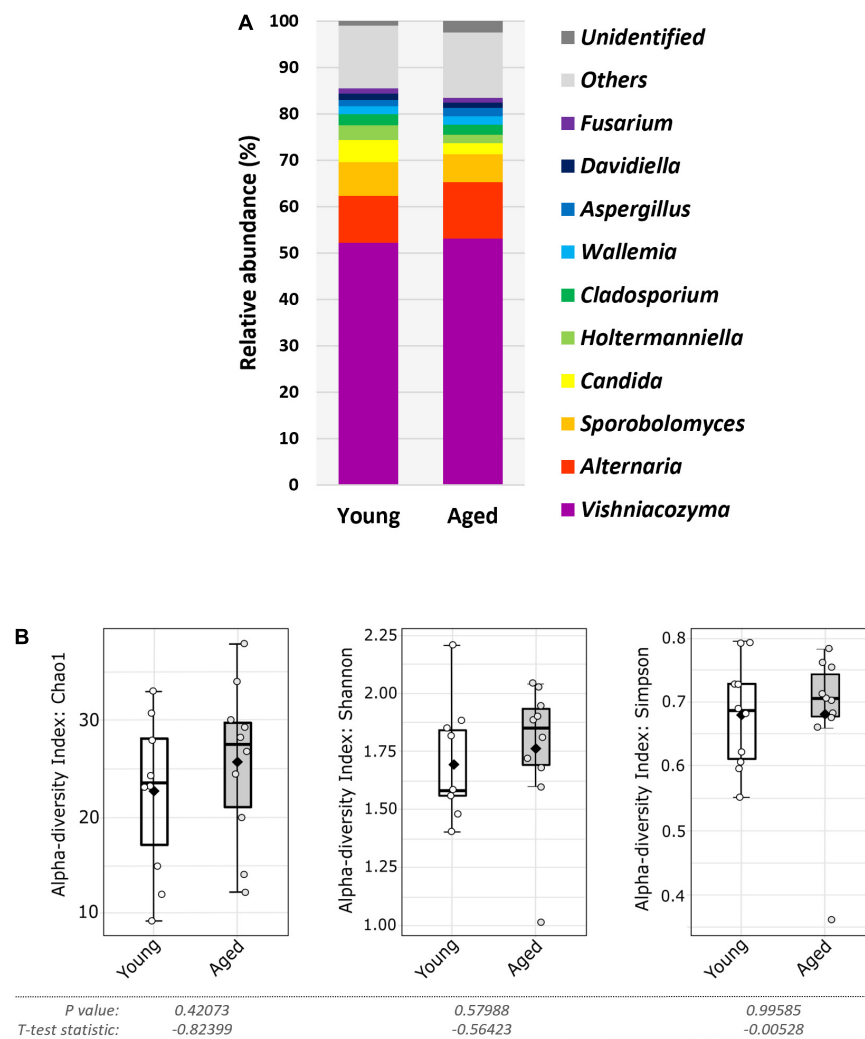 A
100
90
80
70
60
50
40
30
20
10
0
Relative abundance (%)
Young Aged
Unidentified
Others
Fusarium
Davidiella
Aspergillus
Wallemia
Cladosporium
Holtermanniella
Candida
Sporobolomyces
Alternaria
Vishniacozyma
B
Alpha-diversity Index: Chao1
30
20
10
Young Aged
Alpha-diversity Index: Shannon
2.25
2.00
1.75
1.50
1.25
1.00
Young Aged
Alpha-diversity Index: Simpson
0.8
0.7
0.6
0.5
0.4
Young Aged
P value: 0.42073 0.57988 0.99585
T-test statistic: -0.82399 -0.56423 -0.00528